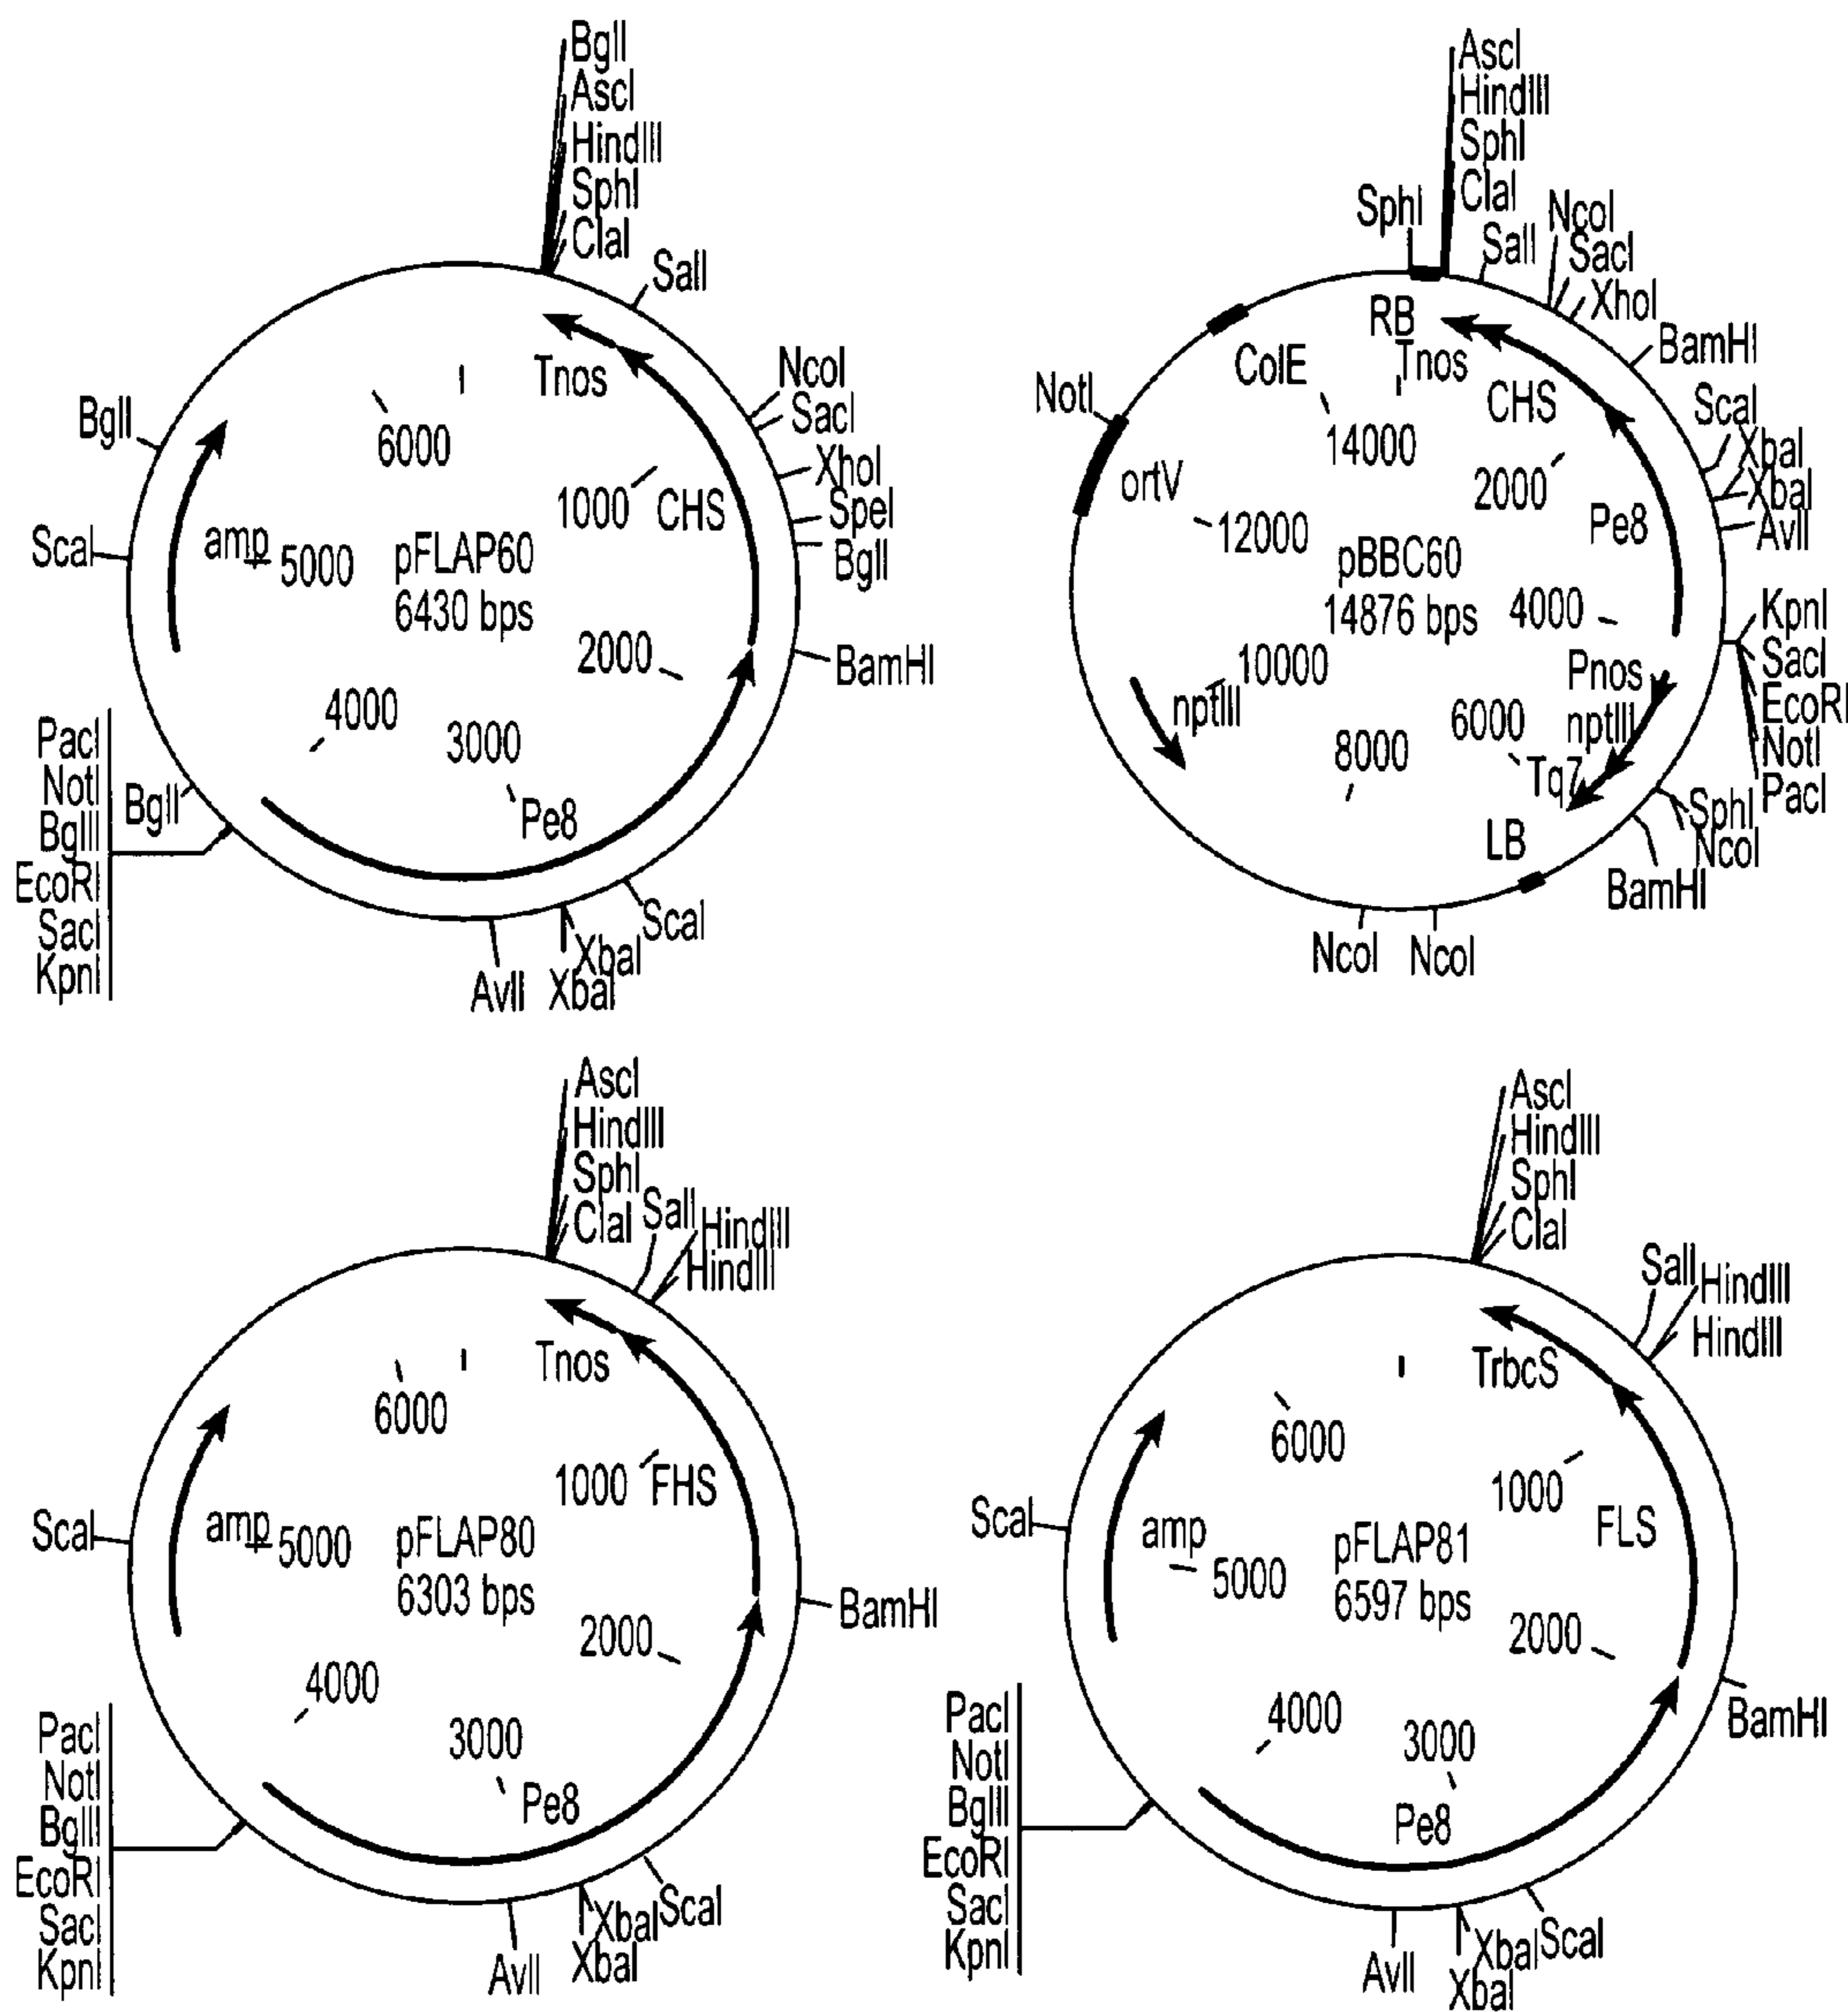 BglI
AscI
HindIII
SphI
ClaI
SalI
NcoI
SacI
XhoI
SpeI
BglI
BamHI
ScaI
XbaI
XbaI
AvII
BglI
PacI
NotI
BglII
EcoRI
SacI
KpnI
ScaI
BglI
Tnos
CHS
Pe8
amp
6000
1000
2000
3000
4000
5000
pFLAP60
6430 bps
SphI
AscI
HindIII
SphI
ClaI
SalI
NcoI
SacI
XhoI
BamHI
ScaI
XbaI
XbaI
AvII
KpnI
SacI
EcoRI
NotI
PacI
SphI
NcoI
BamHI
NcoI
NcoI
NotI
RB
Tnos
CHS
Pe8
Pnos
nptIII
Tq7
LB
nptIII
ortV
ColE
14000
2000
4000
6000
8000
10000
12000
pBBC60
14876 bps
AscI
HindIII
SphI
ClaI
SalI
HindIII
HindIII
BamHI
ScaI
XbaI
XbaI
AvII
PacI
NotI
BglII
EcoRI
SacI
KpnI
ScaI
Tnos
FHS
Pe8
amp
6000
1000
2000
3000
4000
5000
pFLAP80
6303 bps
AscI
HindIII
SphI
ClaI
SalI
HindIII
HindIII
BamHI
ScaI
XbaI
XbaI
AvII
PacI
NotI
BglII
EcoRI
SacI
KpnI
ScaI
TrbcS
FLS
Pe8
amp
6000
1000
2000
3000
4000
5000
pFLAP81
6597 bps